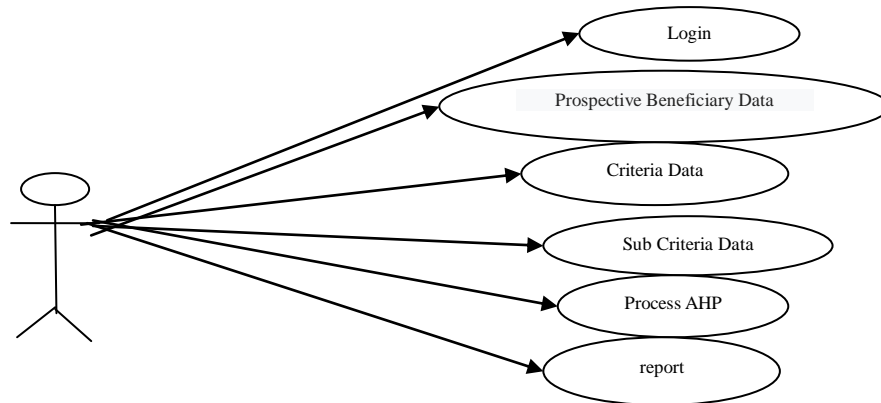 Login
Prospective Beneficiary Data
Criteria Data
Sub Criteria Data
Process AHP
report